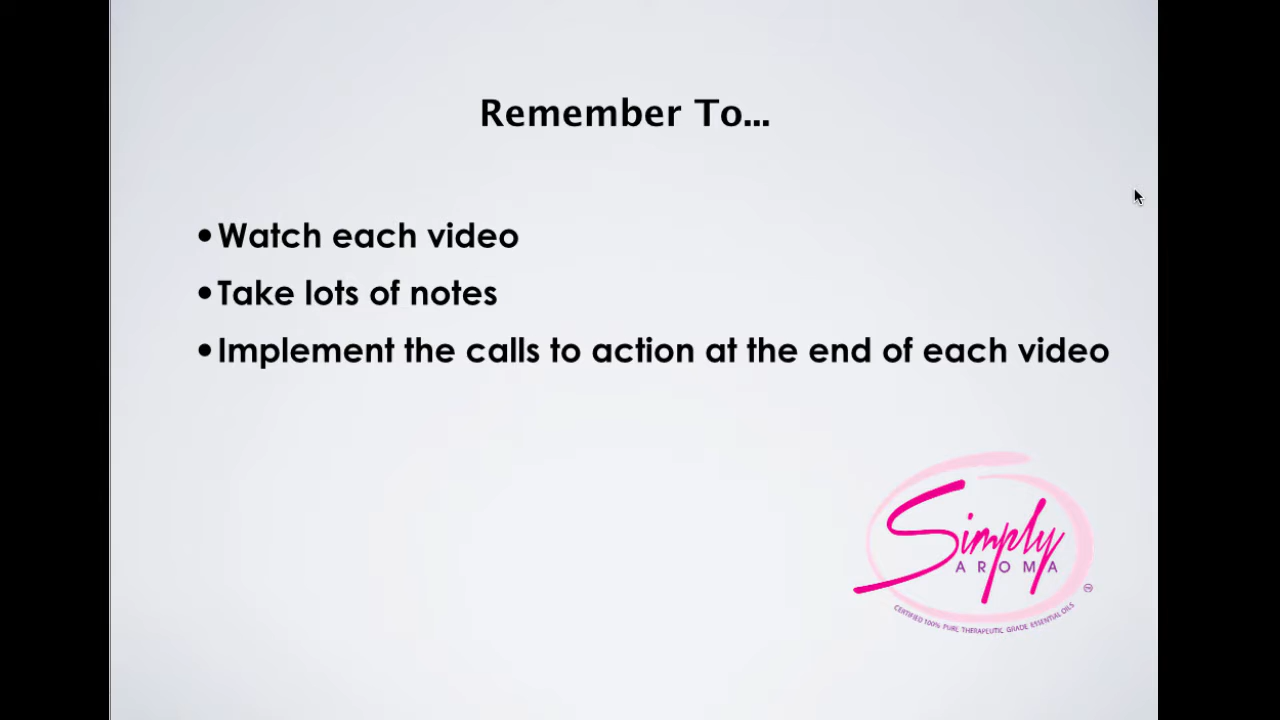 Remember To...
•Watch each video
•Take lots of notes
•Implement the calls to action at the end of each video
Simply
AROMA
CERTIFIED 100% PURE THERAPEUTIC GRADE ESSENTIAL OILS